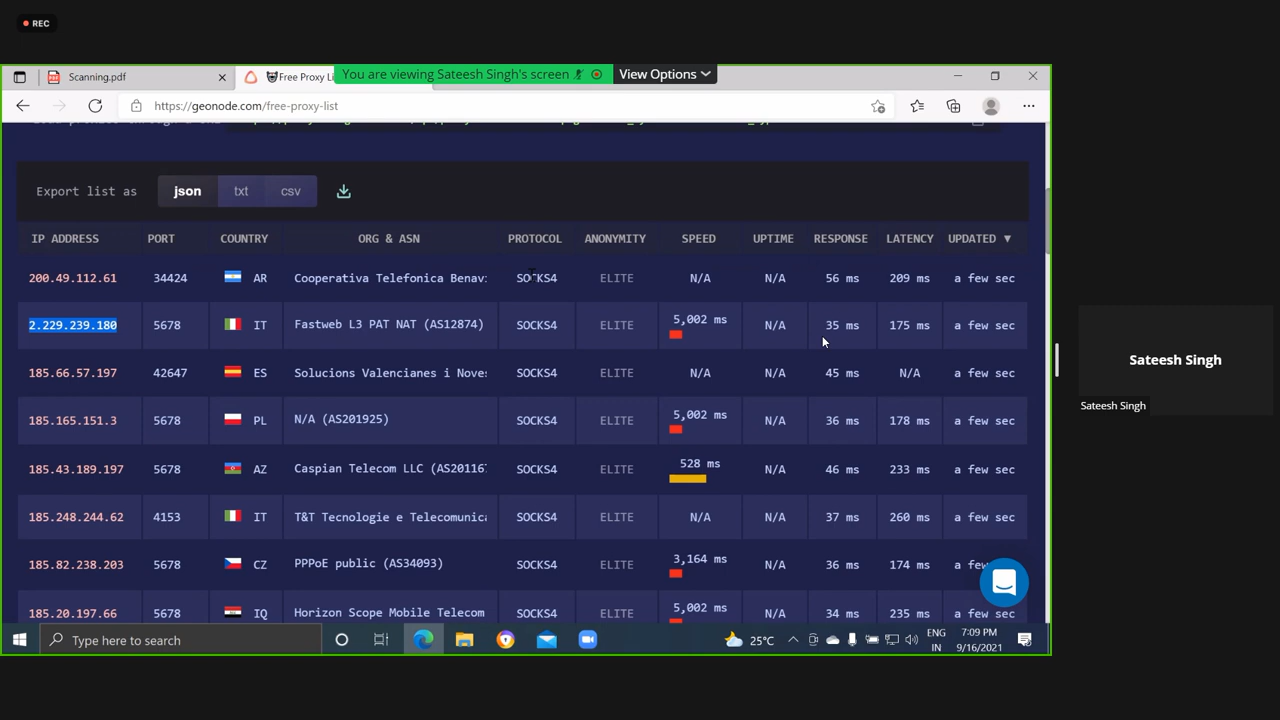 REC
Scanning.pdf
Free Proxy Li
You are viewing Sateesh Singh's screen
View Options
https://geonode.com/free-proxy-list
Export list as json txt csv
IP ADDRESS PORT COUNTRY ORG & ASN PROTOCOL ANONYMITY SPEED UPTIME RESPONSE LATENCY UPDATED ▼
200.49.112.61 34424 AR Cooperativa Telefonica Benav SOCKS4 ELITE N/A N/A 56 ms 209 ms a few sec
2.229.239.180 5678 IT Fastweb L3 PAT NAT (AS12874) SOCKS4 ELITE 5,002 ms N/A 35 ms 175 ms a few sec
185.66.57.197 42647 ES Solucions Valencianes i Noves SOCKS4 ELITE N/A N/A 45 ms N/A a few sec
185.165.151.3 5678 PL N/A (AS201925) SOCKS4 ELITE 5,002 ms N/A 36 ms 178 ms a few sec
185.43.189.197 5678 AZ Caspian Telecom LLC (AS20116 SOCKS4 ELITE 528 ms N/A 46 ms 233 ms a few sec
185.248.244.62 4153 IT T&T Tecnologie e Telecomunica SOCKS4 ELITE N/A N/A 37 ms 260 ms a few sec
185.82.238.203 5678 CZ PPPoE public (AS34093) SOCKS4 ELITE 3,164 ms N/A 36 ms 174 ms a few sec
185.20.197.66 5678 IQ Horizon Scope Mobile Telecom SOCKS4 ELITE 5,002 ms N/A 34 ms 235 ms a few sec
Sateesh Singh
Sateesh Singh
Type here to search
25°C
ENG
IN
7:09 PM
9/16/2021